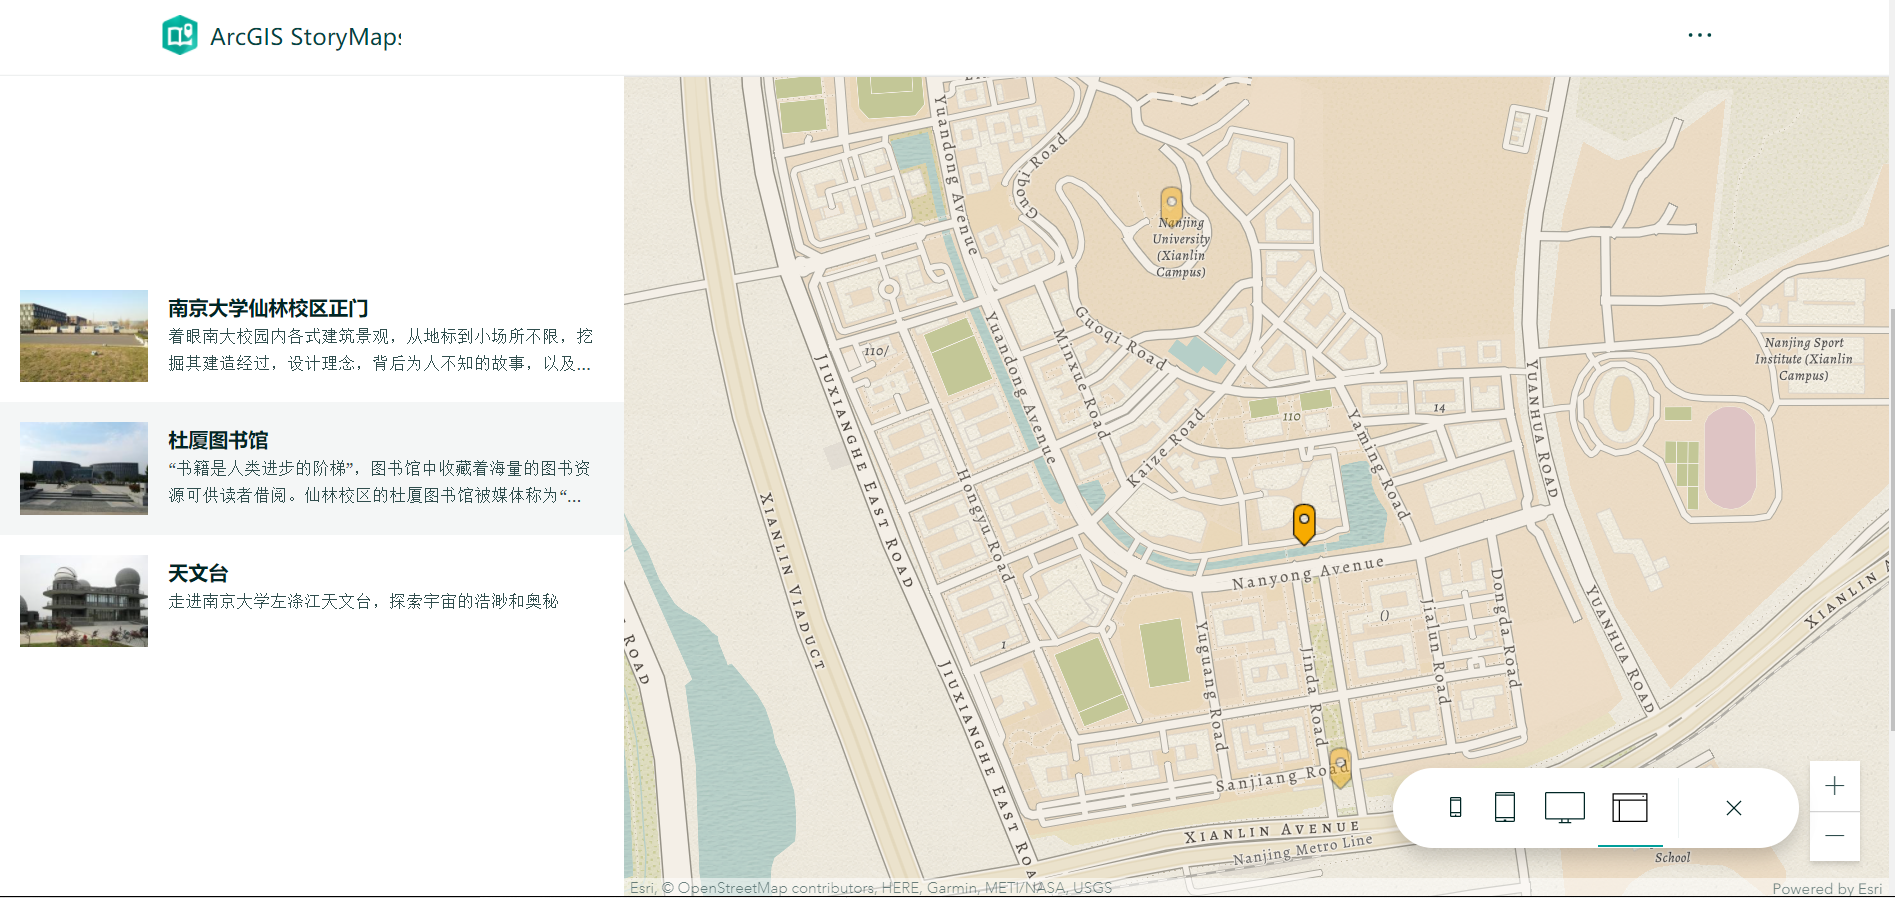 ArcGIS StoryMaps
南京大学仙林校区正门
着眼南大校园内各式建筑景观，从地标到小场所不限，挖
掘其建造经过，设计理念，背后为人不知的故事，以及...
杜厦图书馆
“书籍是人类进步的阶梯”，图书馆中收藏着海量的图书资
源可供读者借阅。仙林校区的杜厦图书馆被媒体称为“...
天文台
走进南京大学左涤江天文台，探索宇宙的浩渺和奥秘
Yuandong Avenue
Guobi Road
Nanjing
University
(Xianlin
Campus)
Guoqi Road
Yuandong Avenue
Minxue Road
110/
JIUXIANGHE EAST ROAD
Nanjing Sport
Institute (Xianlin
Campus)
YUANHUA ROAD
14
110
Yaming Road
Kaize Road
Hongyu Road
XIANLIN VIADUCT
Nanyong Avenue
Dongda Road
Jialun Road
()
YUANHUA ROAD
XIANLIN A
ROAD
1
Yuguang Road
Jinda Road
JIUXIANGHE EAST ROA
Sanjiang Road
XIANLIN AVENUE
Nanjing Metro Line
School
Esri, © OpenStreetMap contributors, HERE, Garmin, METI/NASA, USGS
Powered by Esri